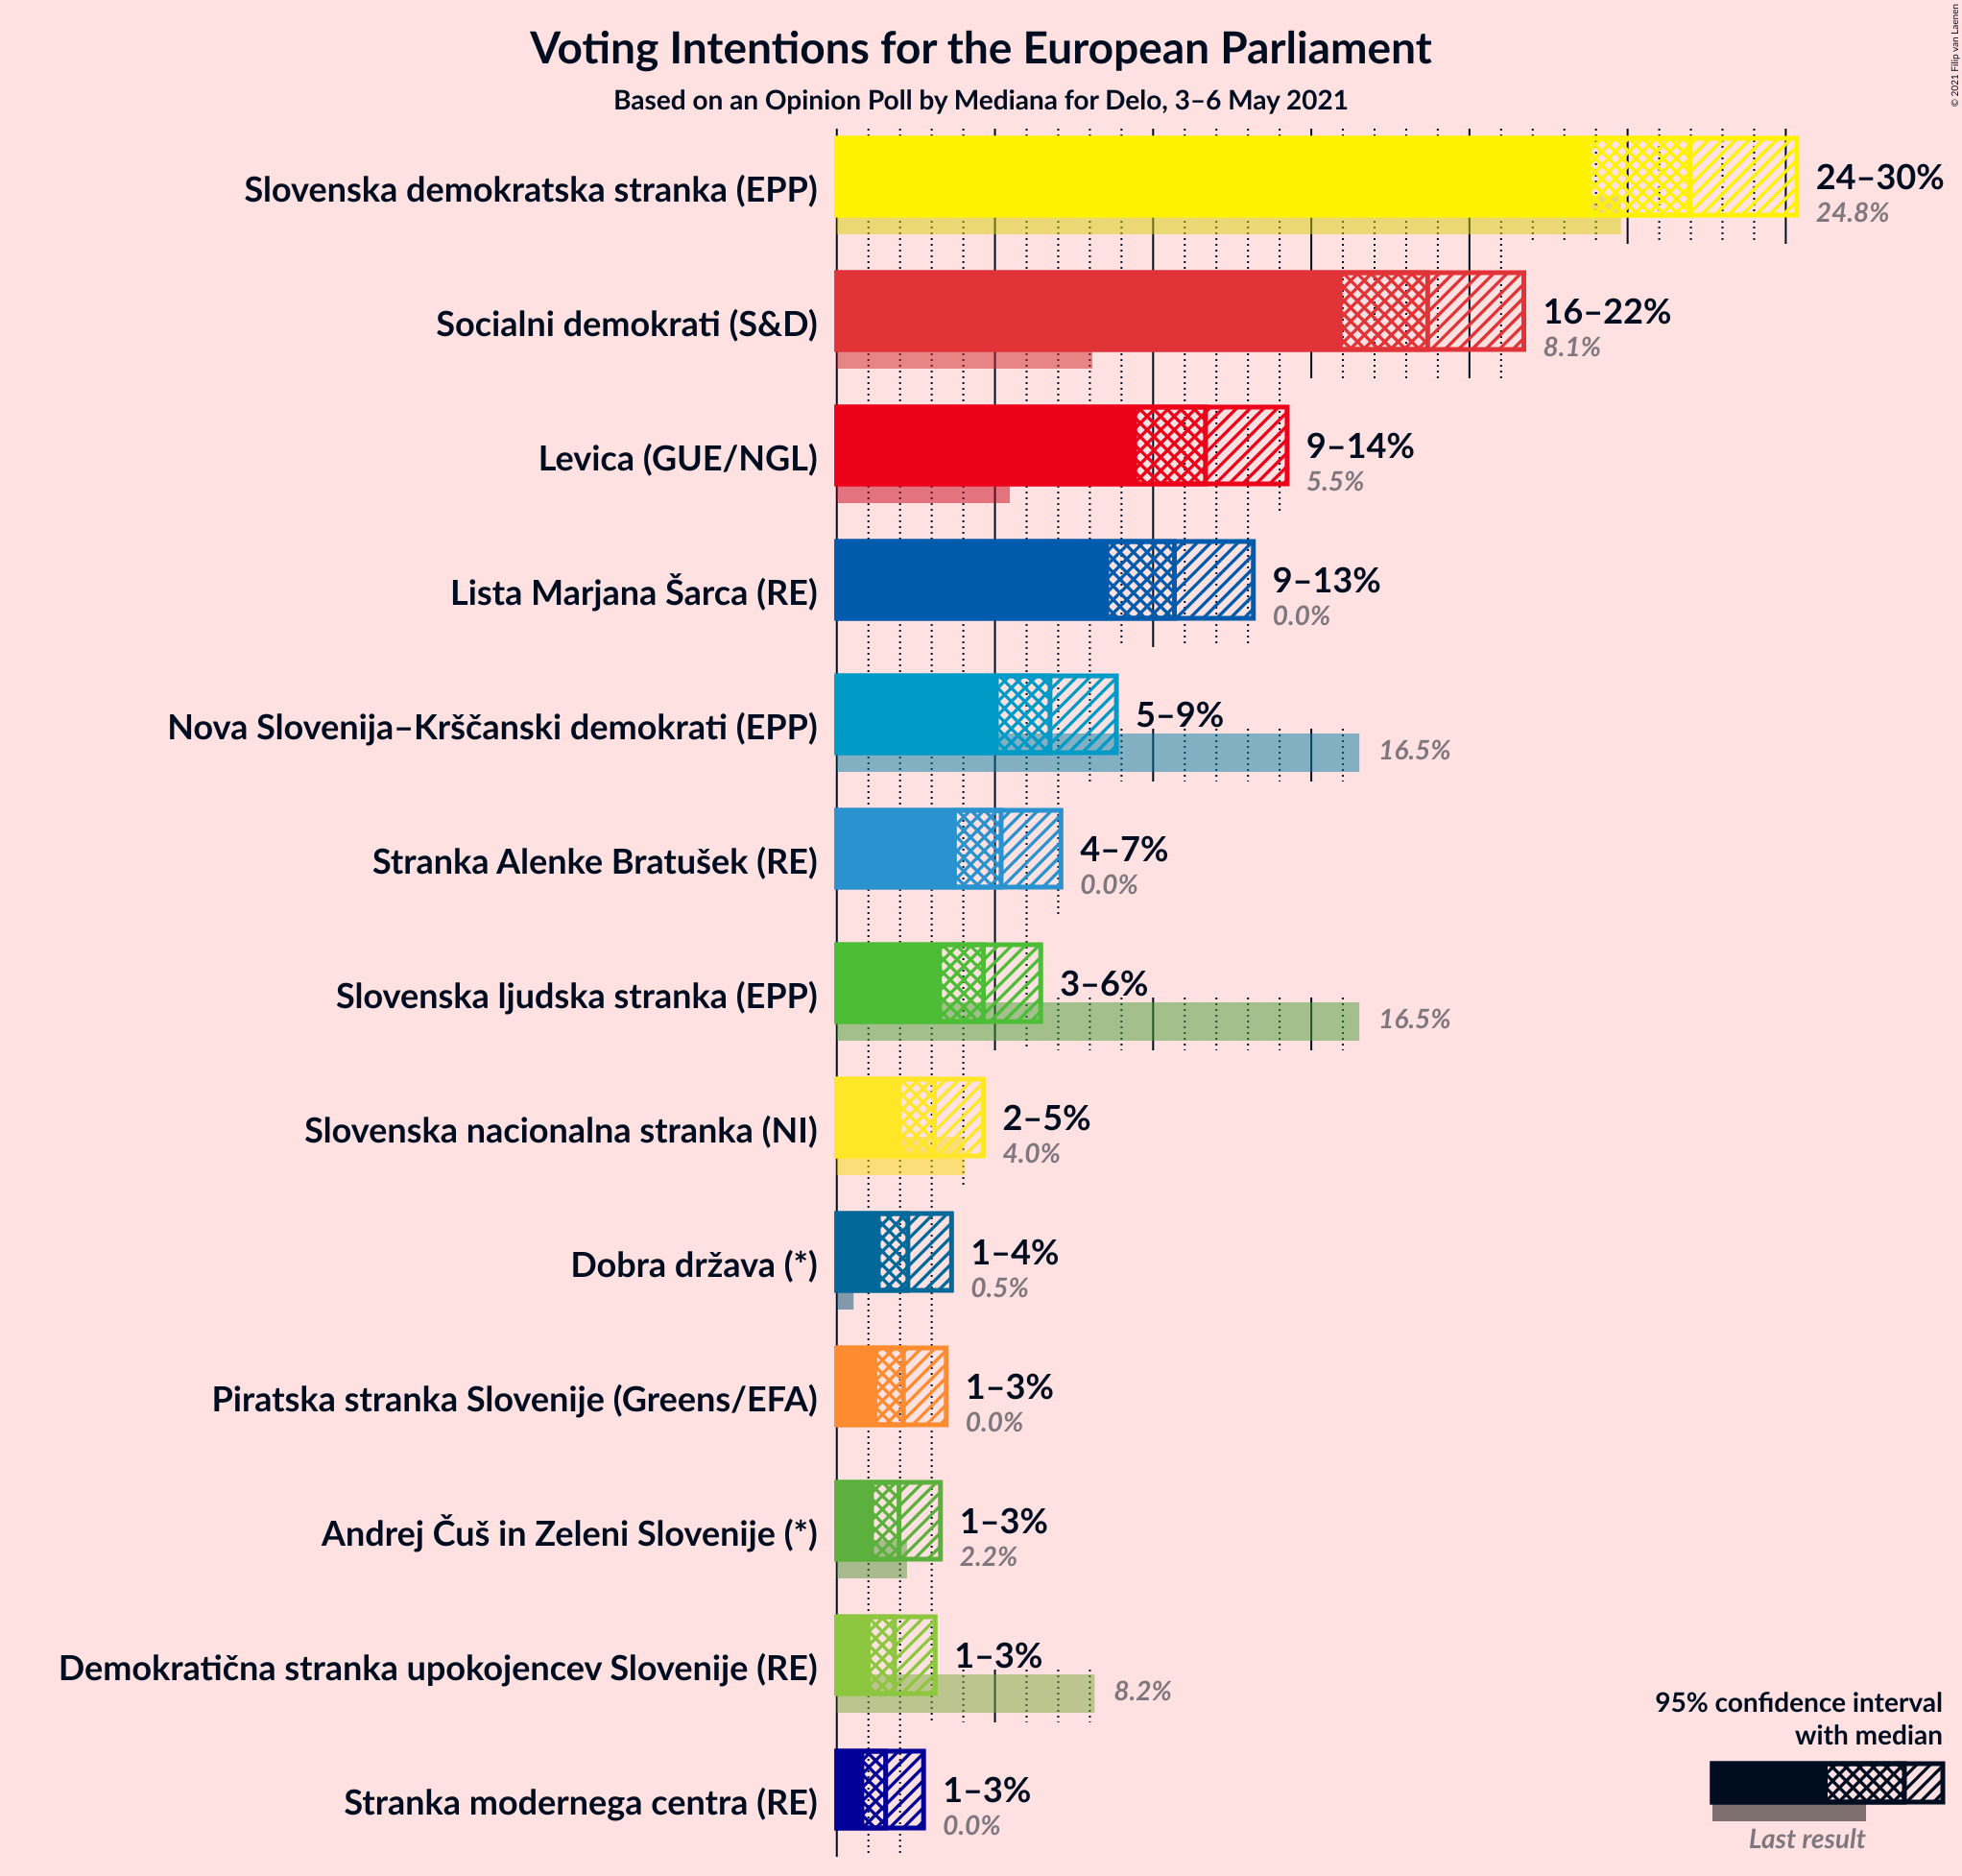 Voting Intentions for the European Parliament
Based on an Opinion Poll by Mediana for Delo, 3–6 May 2021
© 2021 Filip van Laenen
Slovenska demokratska stranka (EPP)
24–30%
24.8%
Socialni demokrati (S&D)
16–22%
8.1%
Levica (GUE/NGL)
9–14%
5.5%
Lista Marjana Šarca (RE)
9–13%
0.0%
Nova Slovenija–Krščanski demokrati (EPP)
5–9%
16.5%
Stranka Alenke Bratušek (RE)
4–7%
0.0%
Slovenska ljudska stranka (EPP)
3–6%
16.5%
Slovenska nacionalna stranka (NI)
2–5%
4.0%
Dobra država (*)
1–4%
0.5%
Piratska stranka Slovenije (Greens/EFA)
1–3%
0.0%
Andrej Čuš in Zeleni Slovenije (*)
1–3%
2.2%
Demokratična stranka upokojencev Slovenije (RE)
1–3%
8.2%
Stranka modernega centra (RE)
1–3%
0.0%
95% confidence interval
with median
Last result